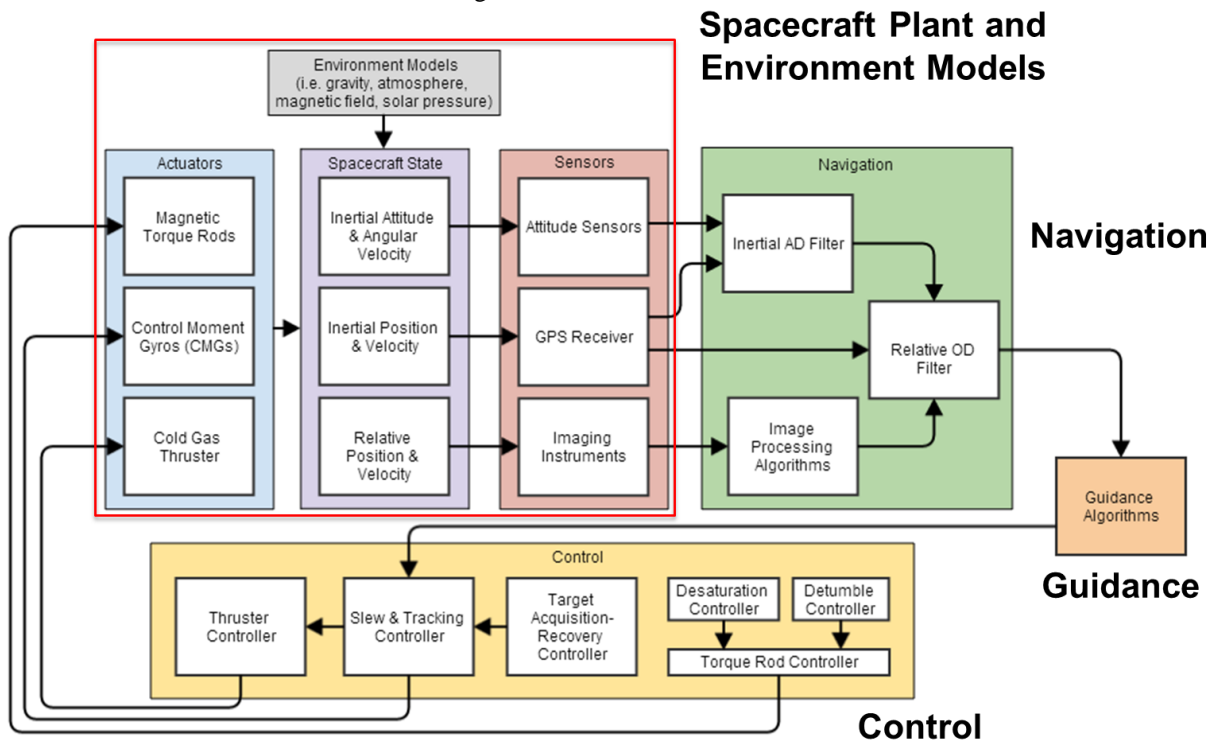 Spacecraft Plant and
Environment Models
Environment Models
(i.e. gravity, atmosphere,
magnetic field, solar pressure)
Actuators
Magnetic
Torque Rods
Control Moment
Gyros (CMGs)
Cold Gas
Thruster
Spacecraft State
Inertial Attitude
& Angular
Velocity
Inertial Position
& Velocity
Relative
Position &
Velocity
Sensors
Attitude Sensors
GPS Receiver
Imaging
Instruments
Navigation
Inertial AD Filter
Relative OD
Filter
Image
Processing
Algorithms
Navigation
Guidance
Algorithms
Guidance
Control
Thruster
Controller
Slew & Tracking
Controller
Target
Acquisition-
Recovery
Controller
Desaturation
Controller
Detumble
Controller
Torque Rod Controller
Control